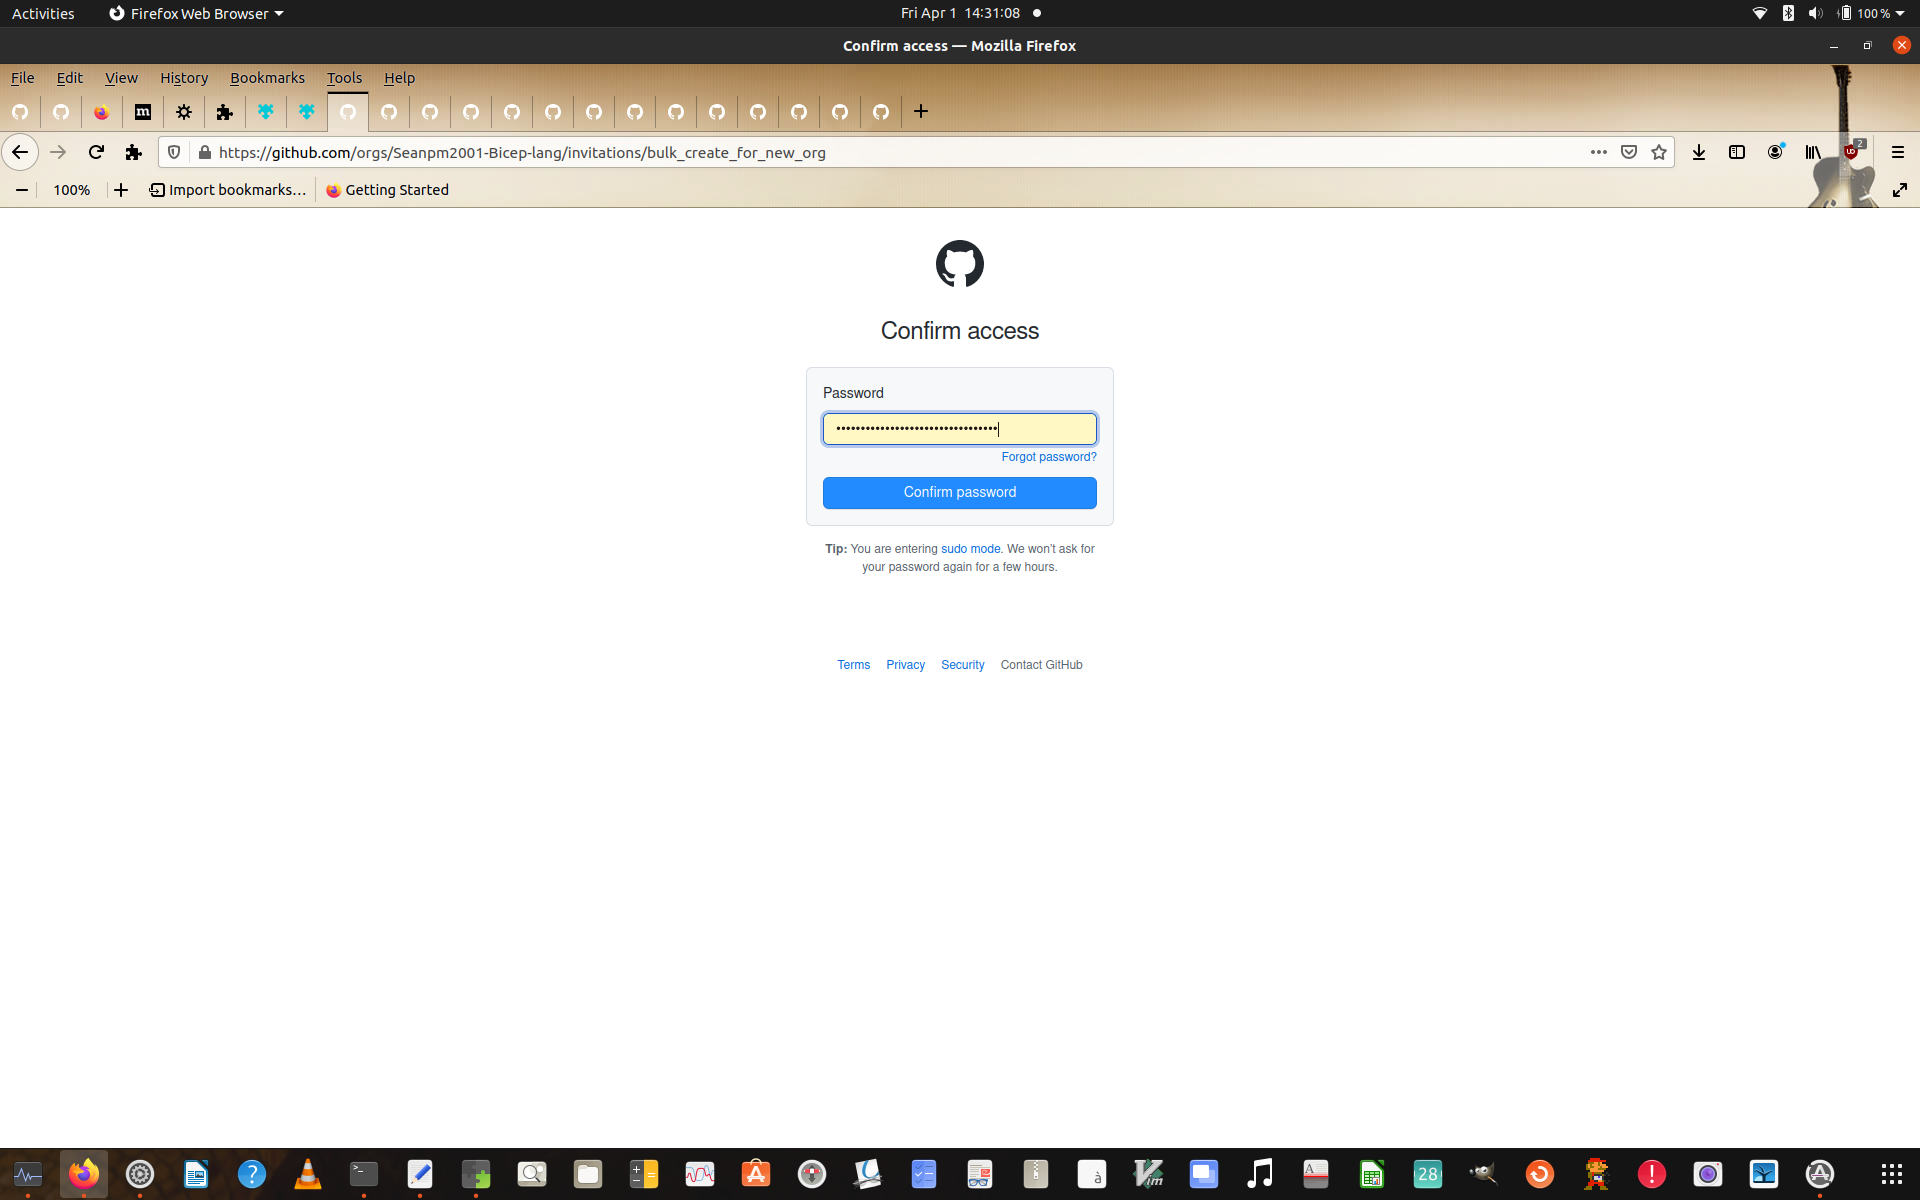 Activities
Firefox Web Browser
Fri Apr 1 14:31:08
100 %
Confirm access — Mozilla Firefox
File Edit View History Bookmarks Tools Help
m
https://github.com/orgs/Seanpm2001-Bicep-lang/invitations/bulk_create_for_new_org
2
100%
Import bookmarks…
Getting Started
Confirm access
Password
Forgot password?
Confirm password
Tip: You are entering sudo mode. We won't ask for
your password again for a few hours.
Terms Privacy Security Contact GitHub
28